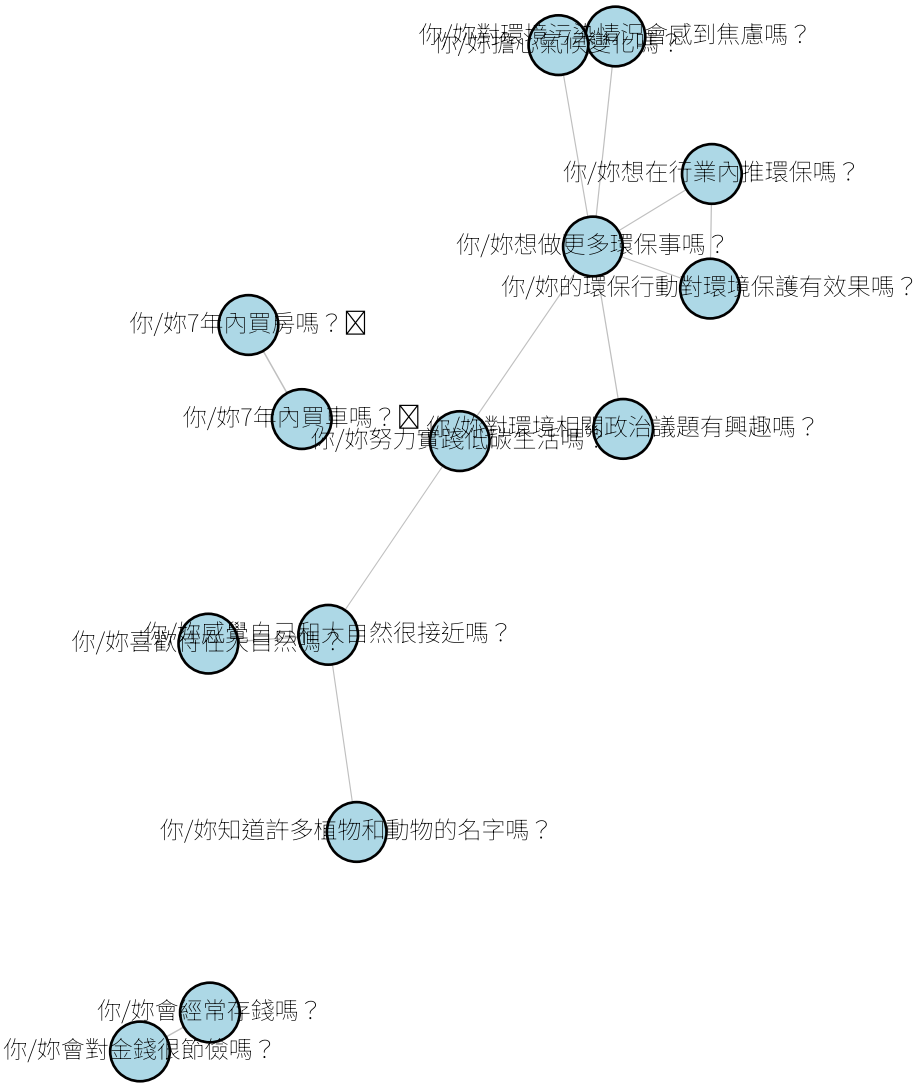 你/妳對環境污染情況會感到焦慮嗎？
你/妳擔心氣候變化嗎？
你/妳想在行業內推環保嗎？
你/妳想做更多環保事嗎？
你/妳的環保行動對環境保護有效果嗎？
你/妳7年內買房嗎？
你/妳7年內買車嗎？
你/妳對環境相關政治議題有興趣嗎？
你/妳努力實踐低碳生活嗎？
你/妳感覺自己和大自然很接近嗎？
你/妳喜歡待在大自然嗎？
你/妳知道許多植物和動物的名字嗎？
你/妳會經常存錢嗎？
你/妳會對金錢很節儉嗎？